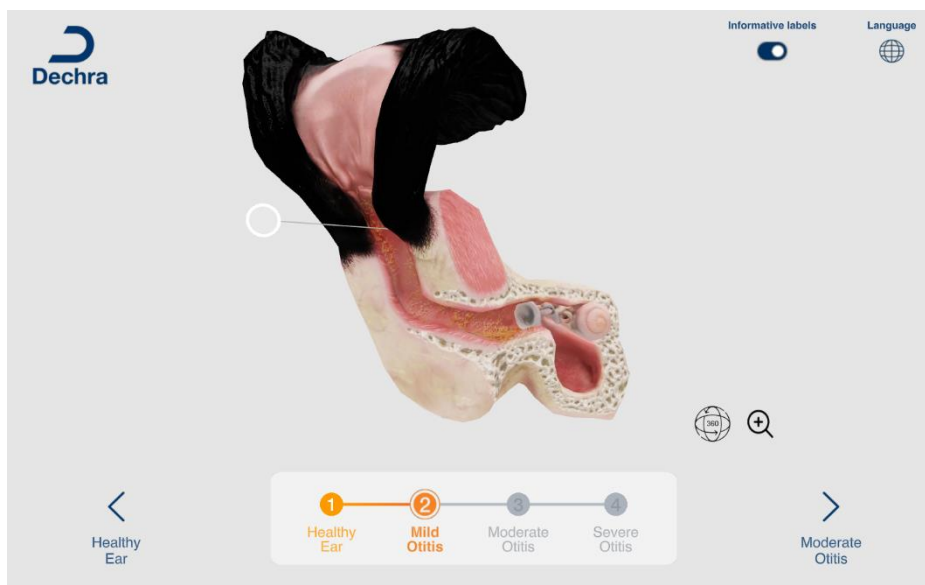 Dechra
Informative labels
Language
360
1
2
3
4
Healthy
Ear
Mild
Otitis
Moderate
Otitis
Severe
Otitis
Healthy
Ear
Moderate
Otitis